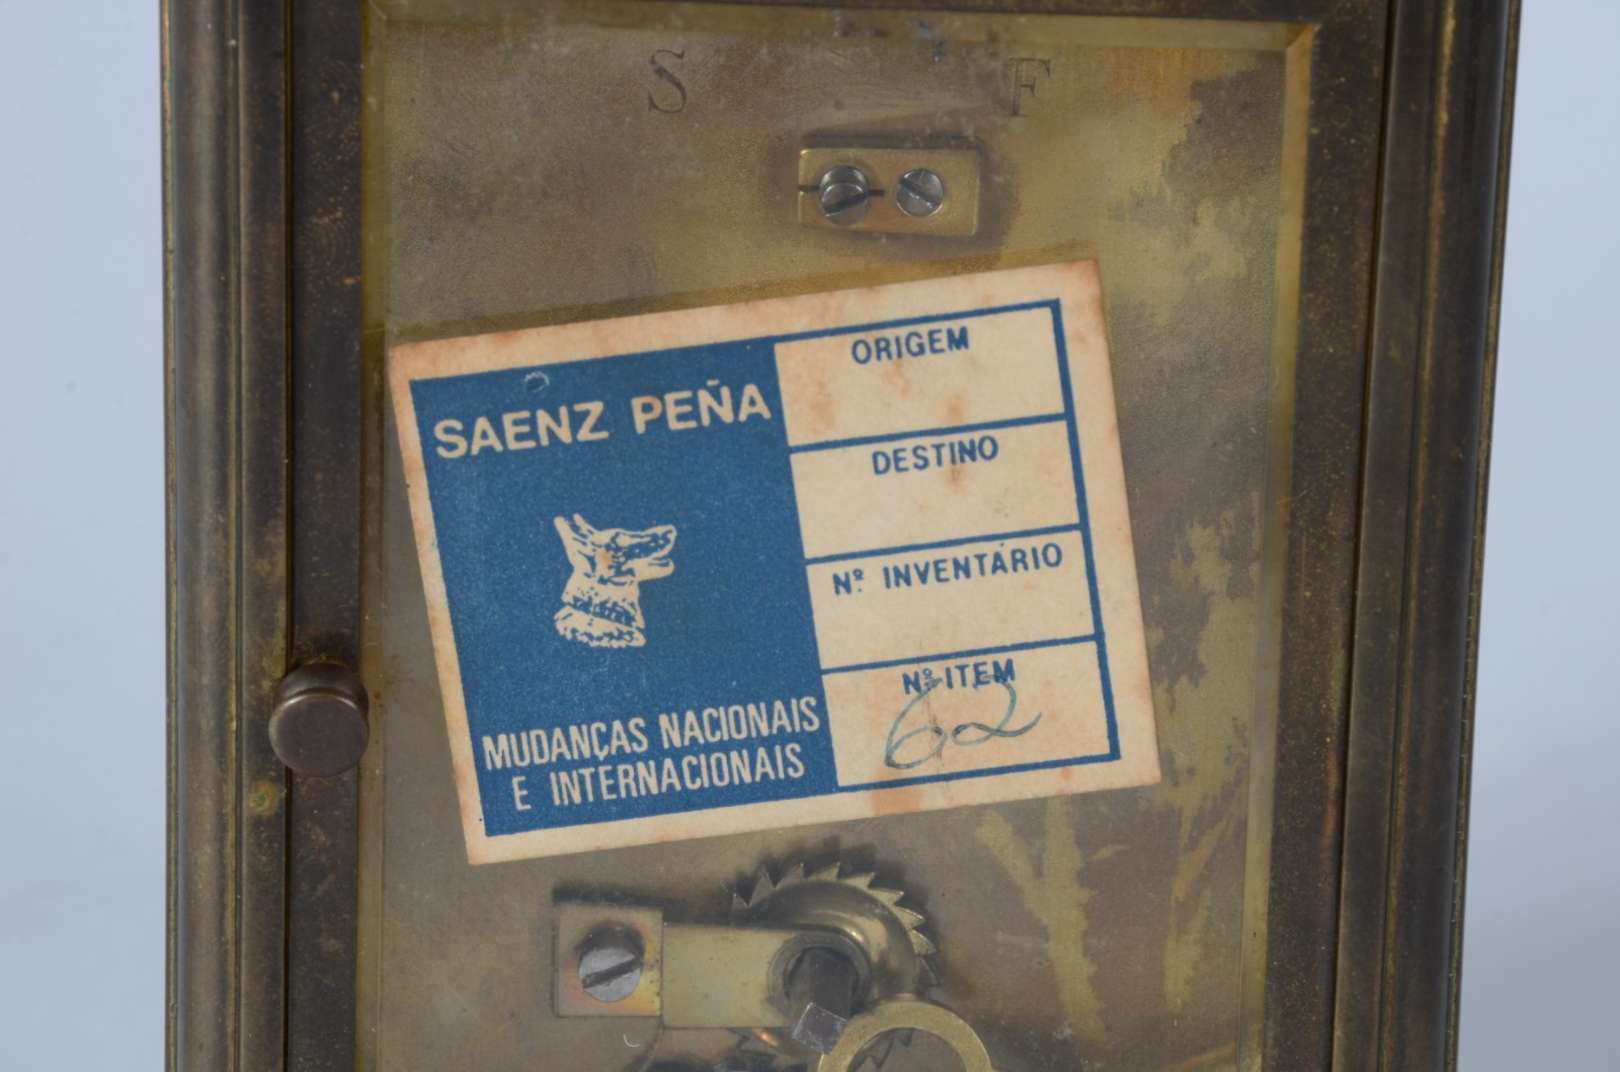 S F
SAENZ PEÑA
MUDANÇAS NACIONAIS
E INTERNACIONAIS
ORIGEM
DESTINO
Nº INVENTÁRIO
Nº ITEM
62